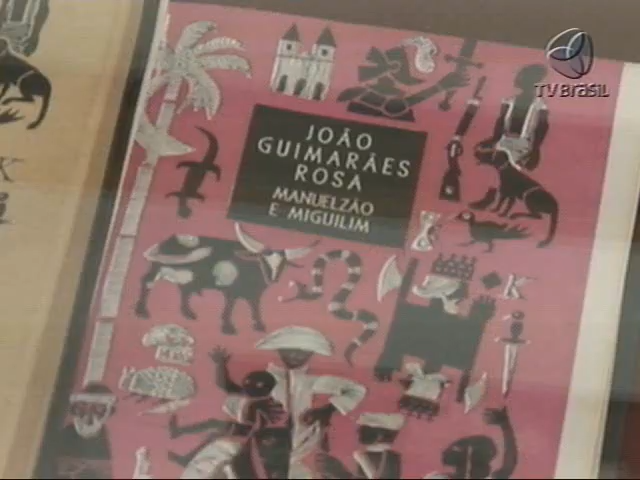 TV BRASIL
JOÃO
GUIMARÃES
ROSA
MANUELZÃO
E MIGUILIM
K
K